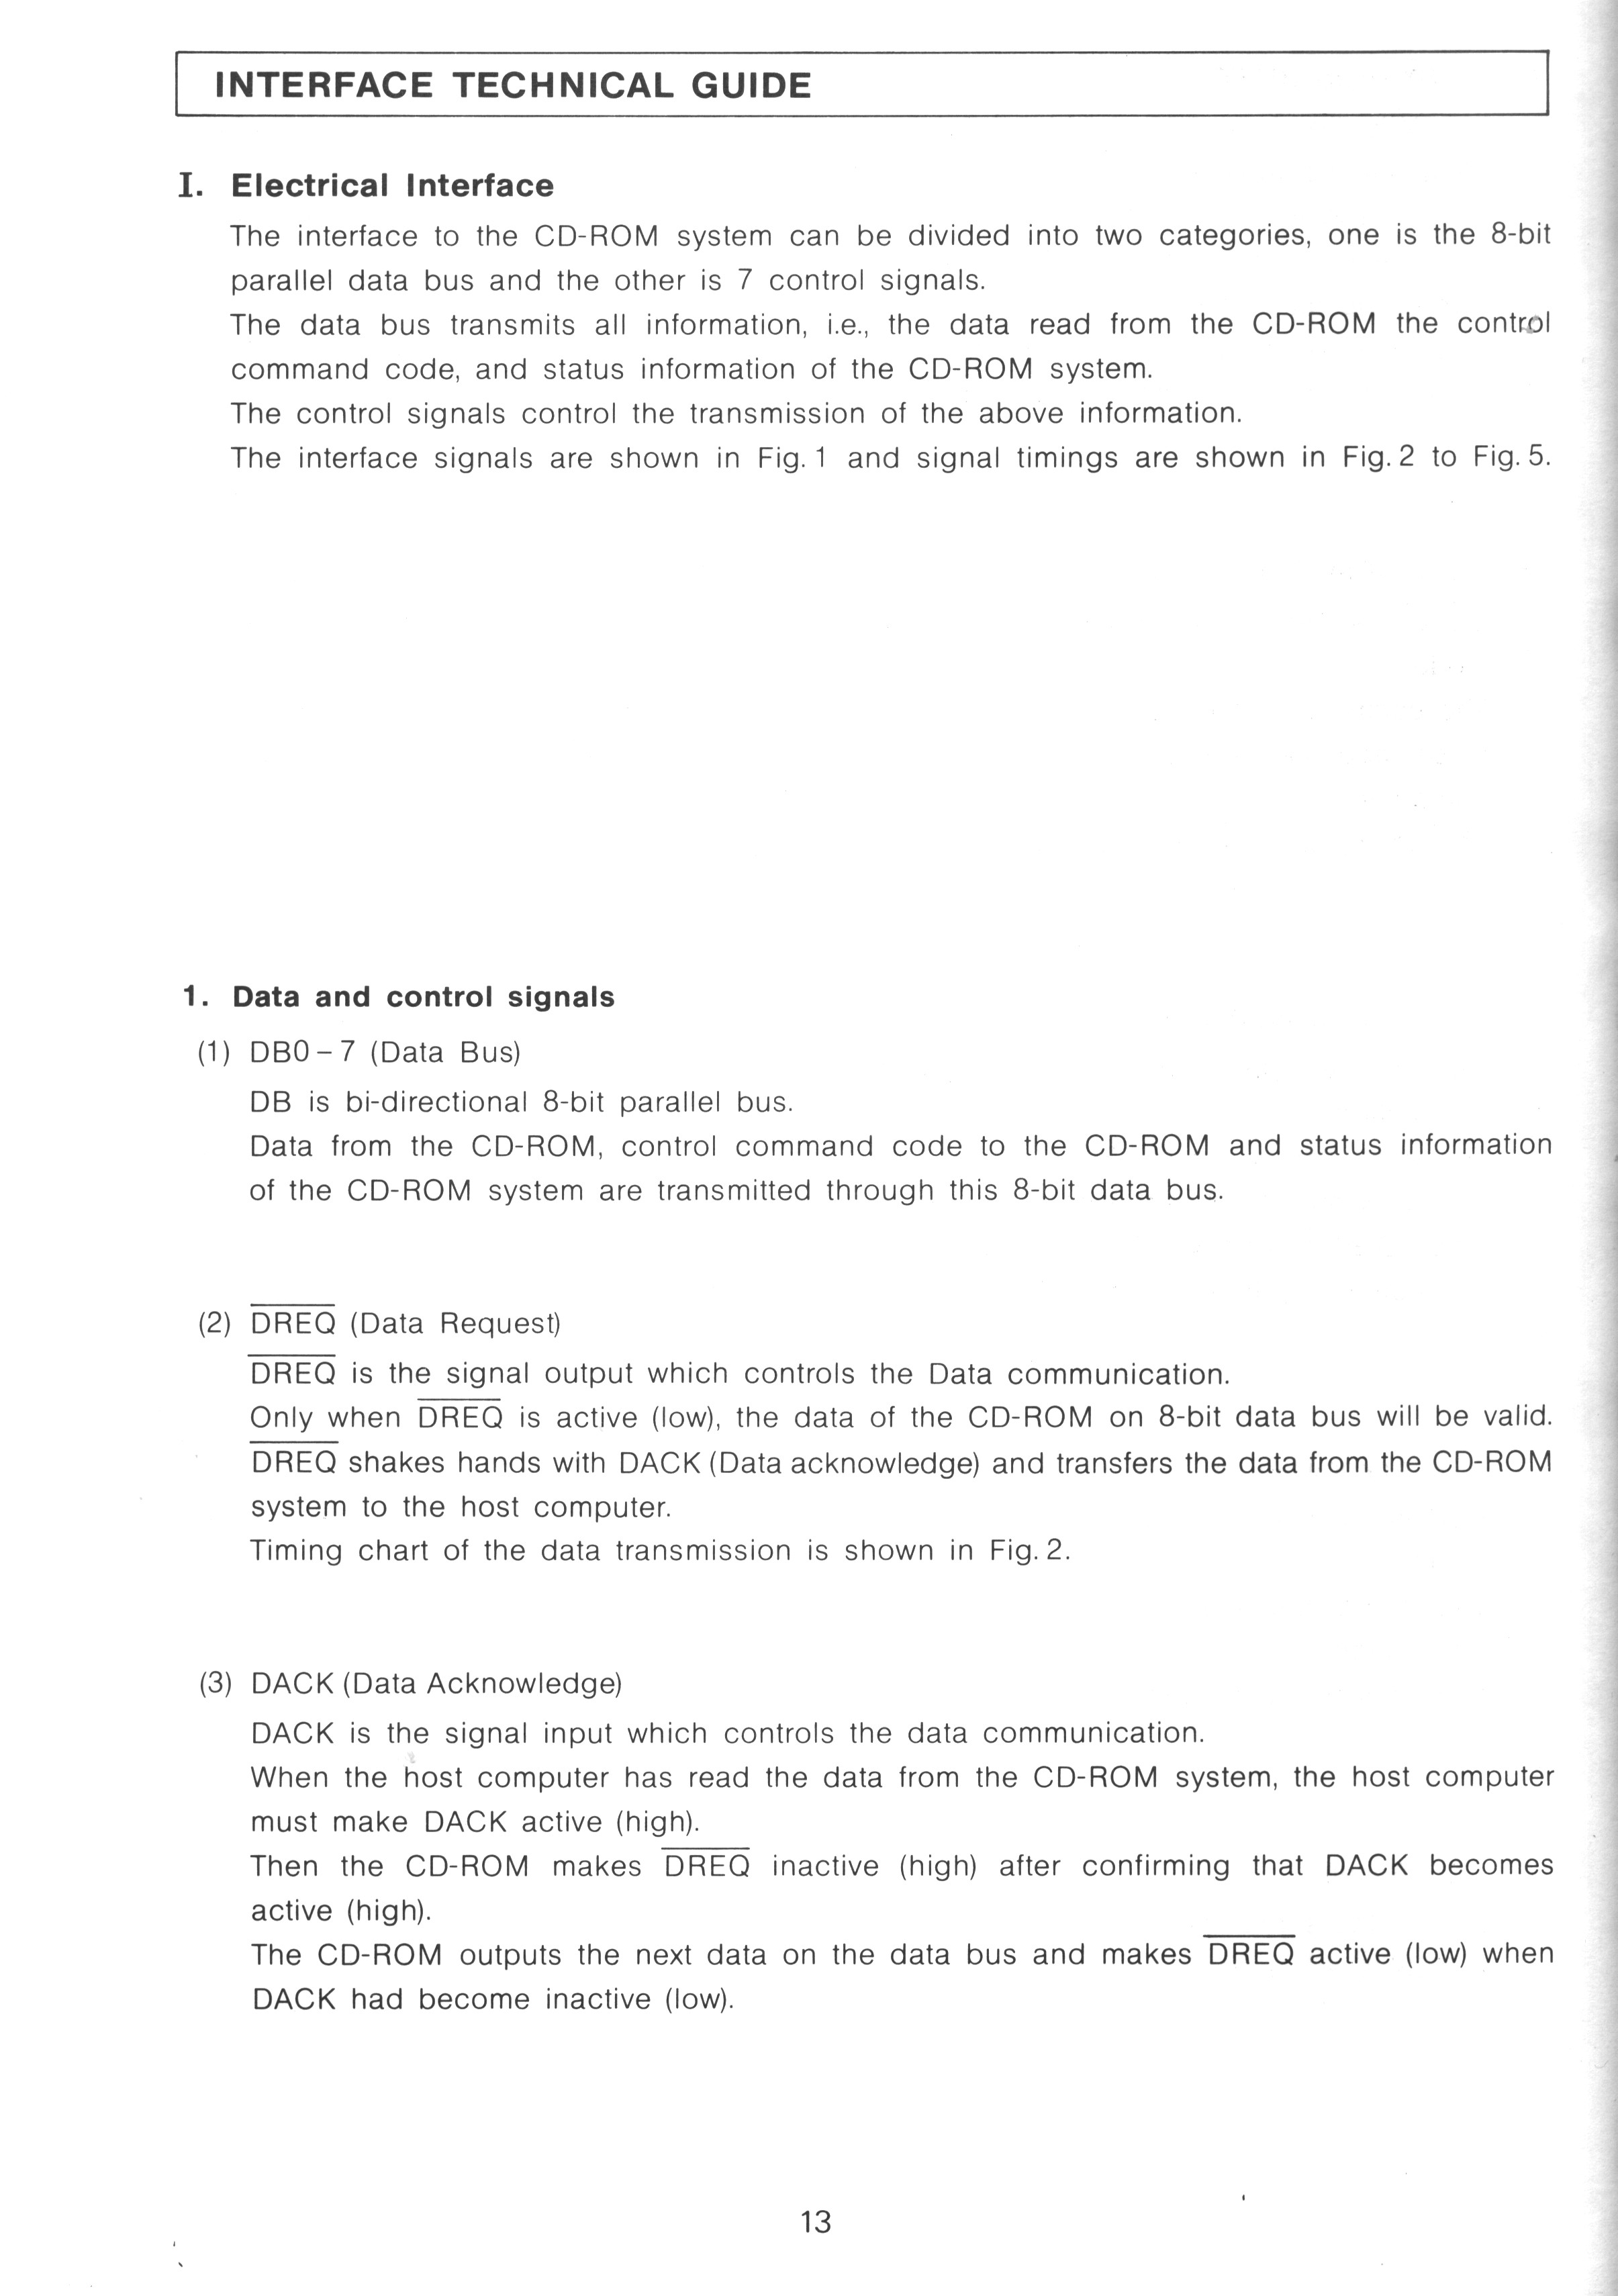 INTERFACE TECHNICAL GUIDE
I. Electrical Interface
The interface to the CD-ROM system can be divided into two categories, one is the 8-bit
parallel data bus and the other is 7 control signals.
The data bus transmits all information, i.e., the data read from the CD-ROM the control
command code, and status information of the CD-ROM system.
The control signals control the transmission of the above information.
The interface signals are shown in Fig. 1 and signal timings are shown in Fig. 2 to Fig. 5.
1. Data and control signals
(1) DB0 – 7 (Data Bus)
DB is bi-directional 8-bit parallel bus.
Data from the CD-ROM, control command code to the CD-ROM and status information
of the CD-ROM system are transmitted through this 8-bit data bus.
(2) D̅R̅E̅Q̅ (Data Request)
D̅R̅E̅Q̅ is the signal output which controls the Data communication.
Only when D̅R̅E̅Q̅ is active (low), the data of the CD-ROM on 8-bit data bus will be valid.
D̅R̅E̅Q̅ shakes hands with DACK (Data acknowledge) and transfers the data from the CD-ROM
system to the host computer.
Timing chart of the data transmission is shown in Fig. 2.
(3) DACK (Data Acknowledge)
DACK is the signal input which controls the data communication.
When the host computer has read the data from the CD-ROM system, the host computer
must make DACK active (high).
Then the CD-ROM makes D̅R̅E̅Q̅ inactive (high) after confirming that DACK becomes
active (high).
The CD-ROM outputs the next data on the data bus and makes D̅R̅E̅Q̅ active (low) when
DACK had become inactive (low).
13